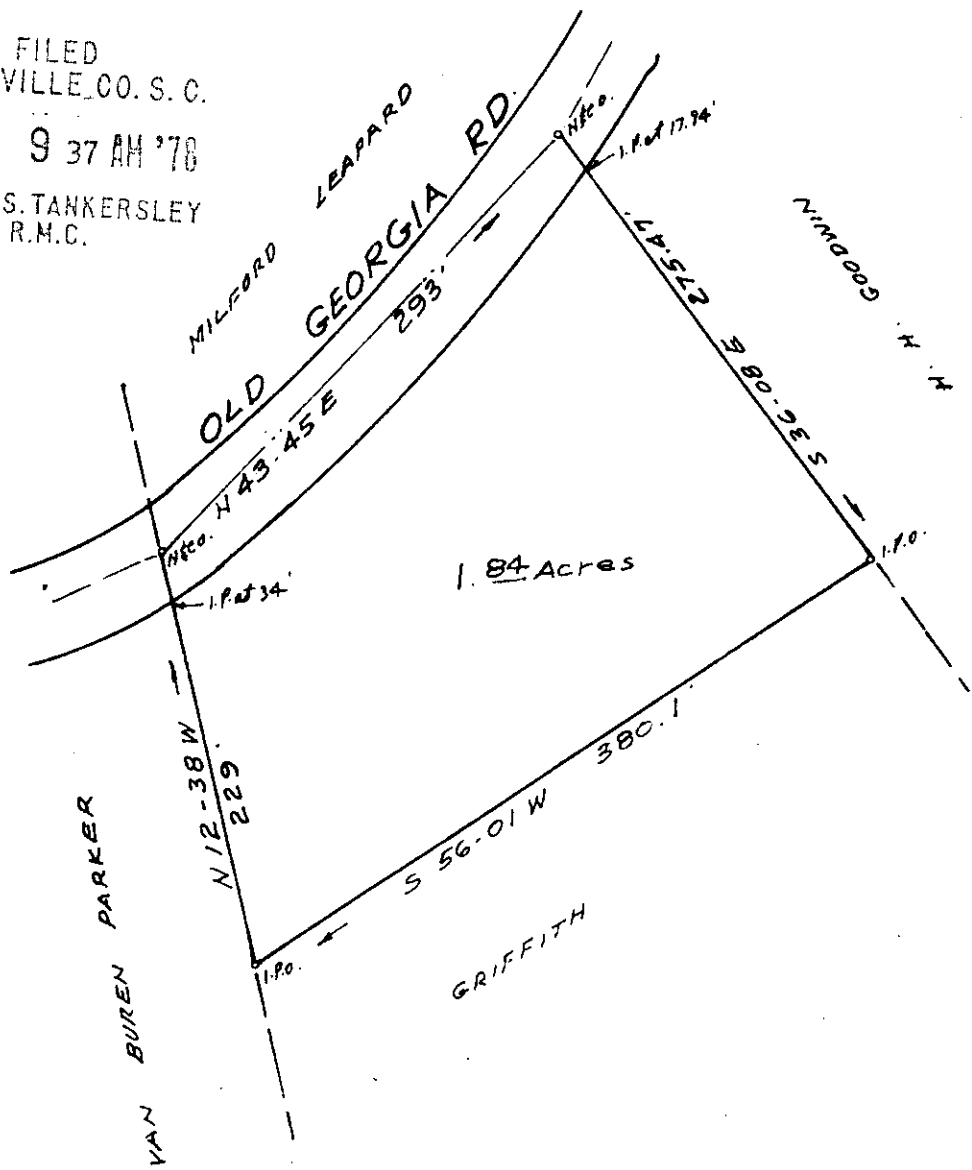 FILED
VILLE CO. S. C.
9 37 AM '78
S. TANKERSLEY
R.M.C.
MILFORD LEAPARD
OLD GEORGIA RD.
N 43-45 E 293'
N&C O.
I.P. at 17.94'
S 36-08 E 275.47'
H. H. GOODWIN
N&C O.
I.P. at 34'
1.84 Acres
I.P.O.
N 12-38 W
229'
S 56-01 W 380.1'
I.P.O.
GRIFFITH
VAN BUREN PARKER